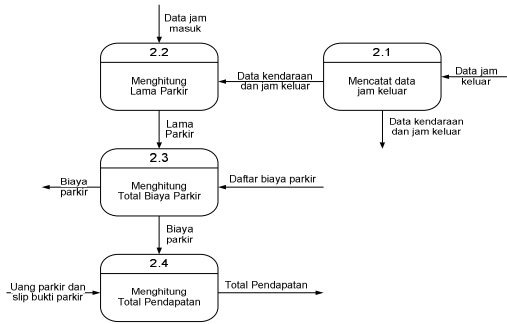 Data jam
masuk
2.2
Menghitung
Lama Parkir
Data kendaraan
dan jam keluar
2.1
Mencatat data
jam keluar
Data jam
keluar
Data kendaraan
dan jam keluar
Lama
Parkir
2.3
Menghitung
Total Biaya Parkir
Biaya
parkir
Daftar biaya parkir
Biaya
parkir
2.4
Menghitung
Total Pendapatan
Uang parkir dan
slip bukti parkir
Total Pendapatan